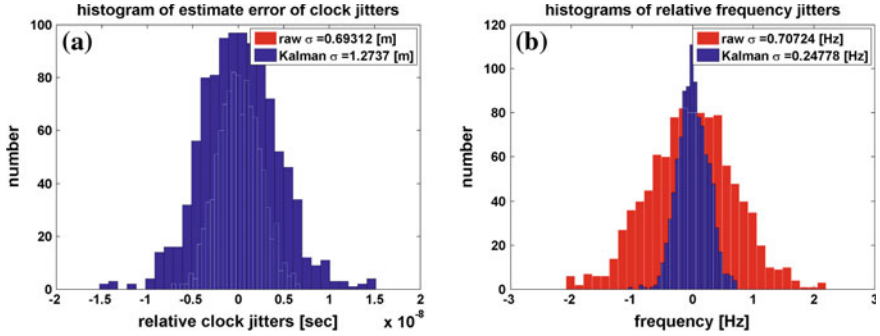 histogram of estimate error of clock jitters
(a)
raw σ =0.69312 [m]
Kalman σ =1.2737 [m]
number
100
80
60
40
20
0
-2 -1.5 -1 -0.5 0 0.5 1 1.5 2
x 10⁻⁸
relative clock jitters [sec]
histograms of relative frequency jitters
(b)
raw σ =0.70724 [Hz]
Kalman σ =0.24778 [Hz]
number
120
100
80
60
40
20
0
-3 -2 -1 0 1 2 3
frequency [Hz]